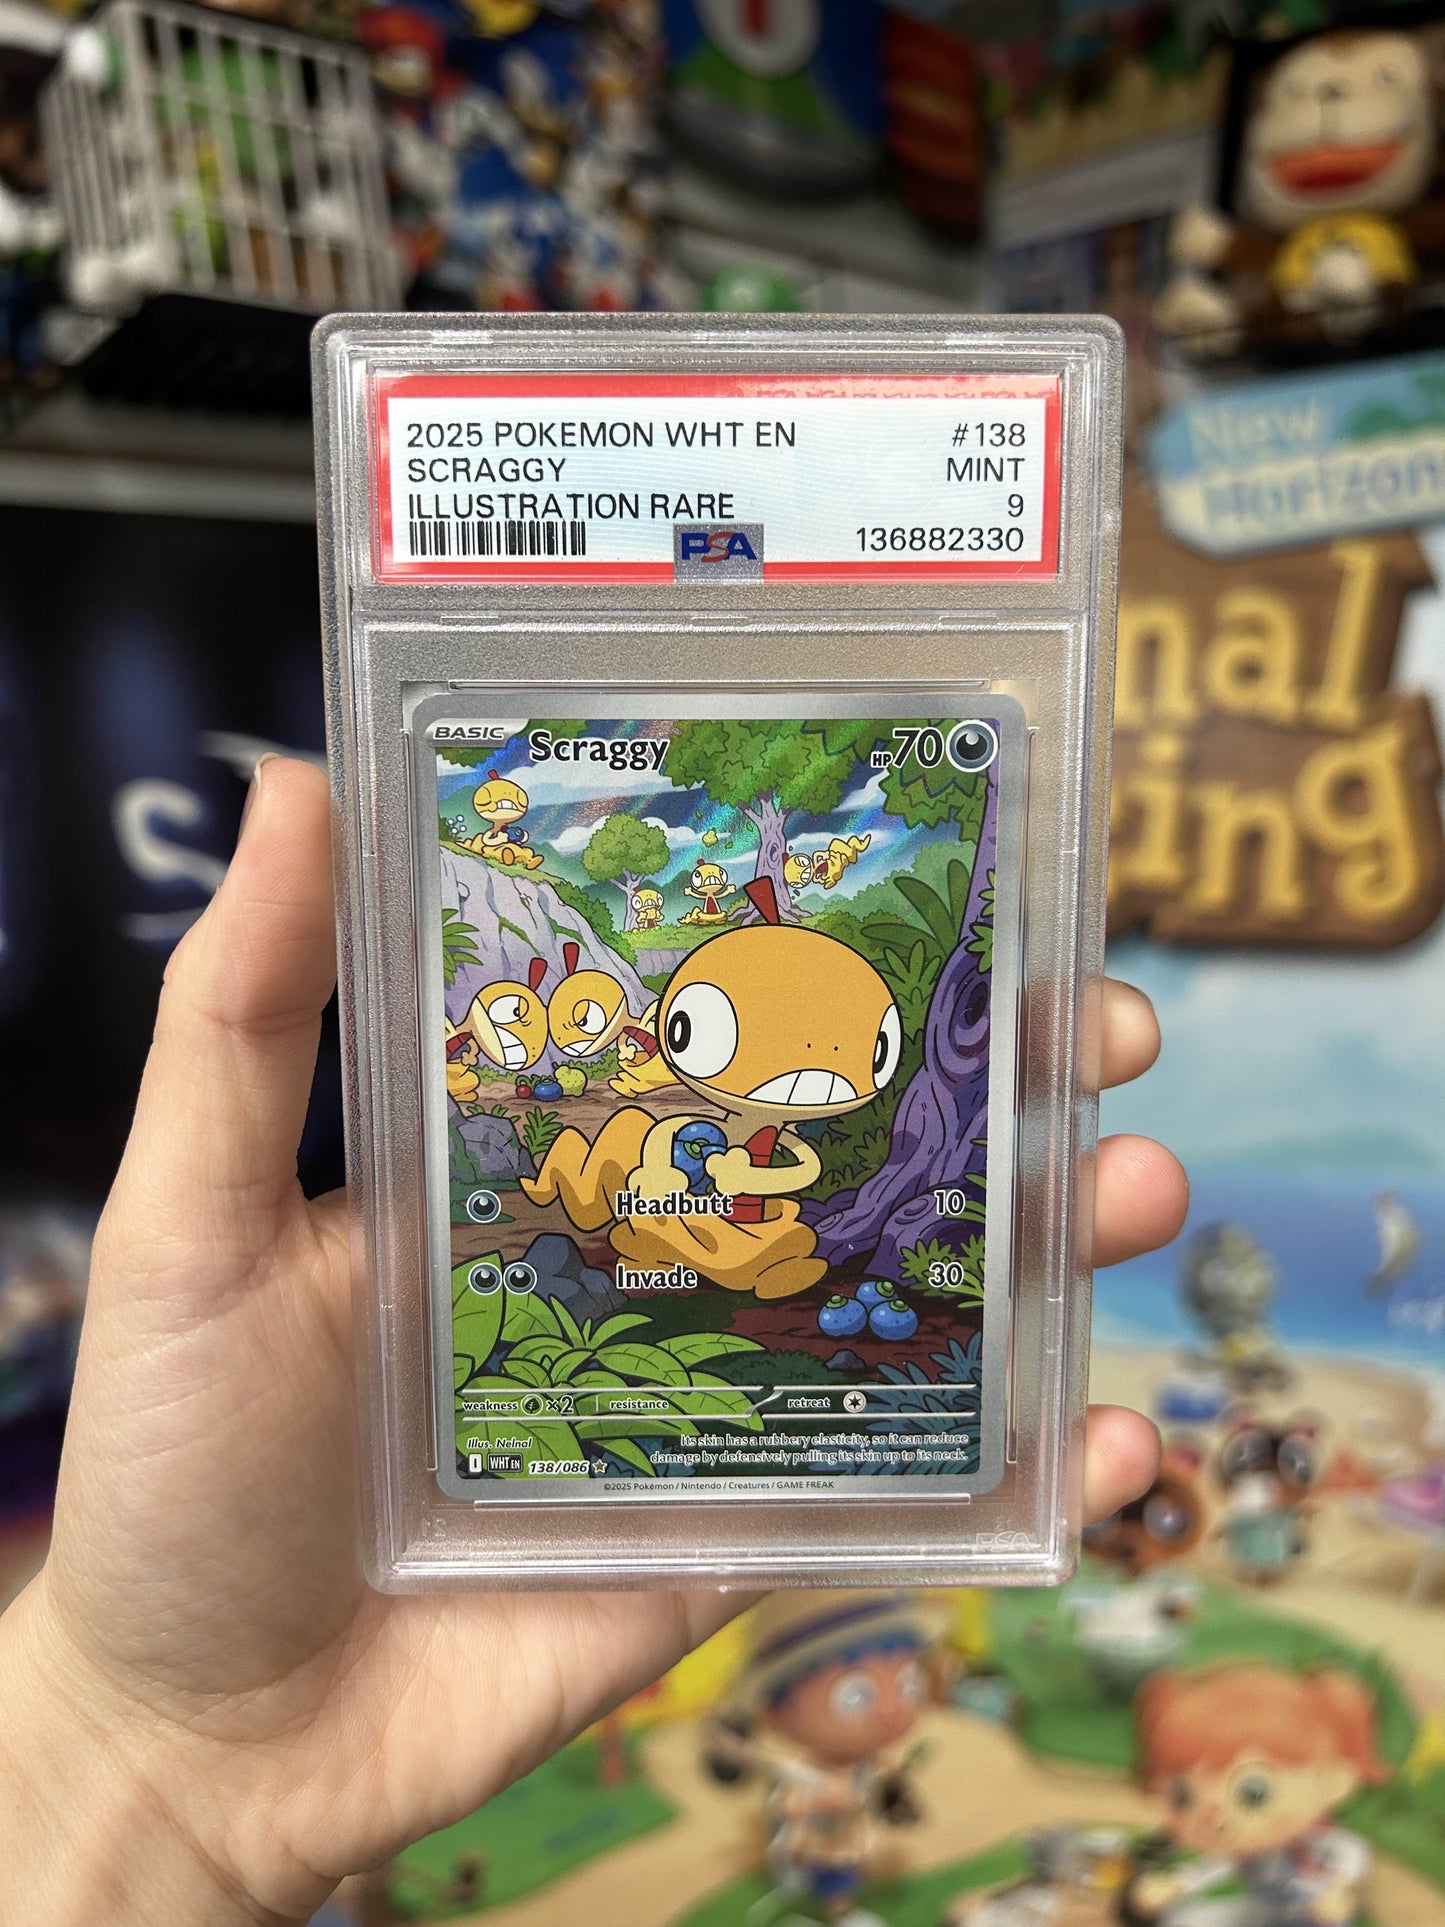 2025 POKEMON WHT EN #138
SCRAGGY MINT
ILLUSTRATION RARE 9
PSA 136882330
BASIC Scraggy HP 70
Headbutt 10
Invade 30
weakness ×2 resistance retreat
Illus. Nelnal
Its skin has a rubbery elasticity, so it can reduce
damage by defensively pulling its skin up to its neck.
I WHT EN 138/086
©2025 Pokémon / Nintendo / Creatures / GAME FREAK
PSA
New
Horizon
nal
ing